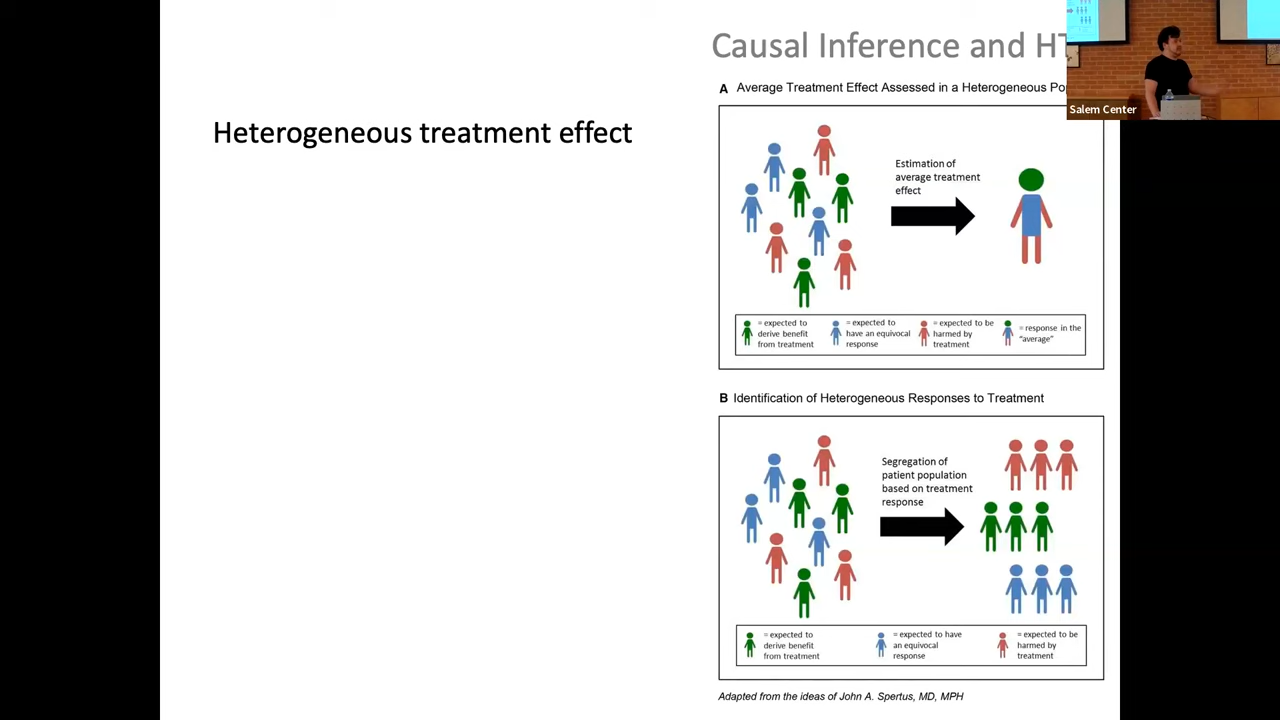 Causal Inference and
Salem Center
A Average Treatment Effect Assessed in a Heterogeneous
Heterogeneous treatment effect
Estimation of
average treatment
effect
= expected to
derive benefit
from treatment
= expected to
have an equivocal
response
= expected to be
harmed by
treatment
= response in the
"average"
B Identification of Heterogeneous Responses to Treatment
Segregation of
patient population
based on treatment
response
= expected to
derive benefit
from treatment
= expected to have
an equivocal
response
= expected to be
harmed by
treatment
Adapted from the ideas of John A. Spertus, MD, MPH